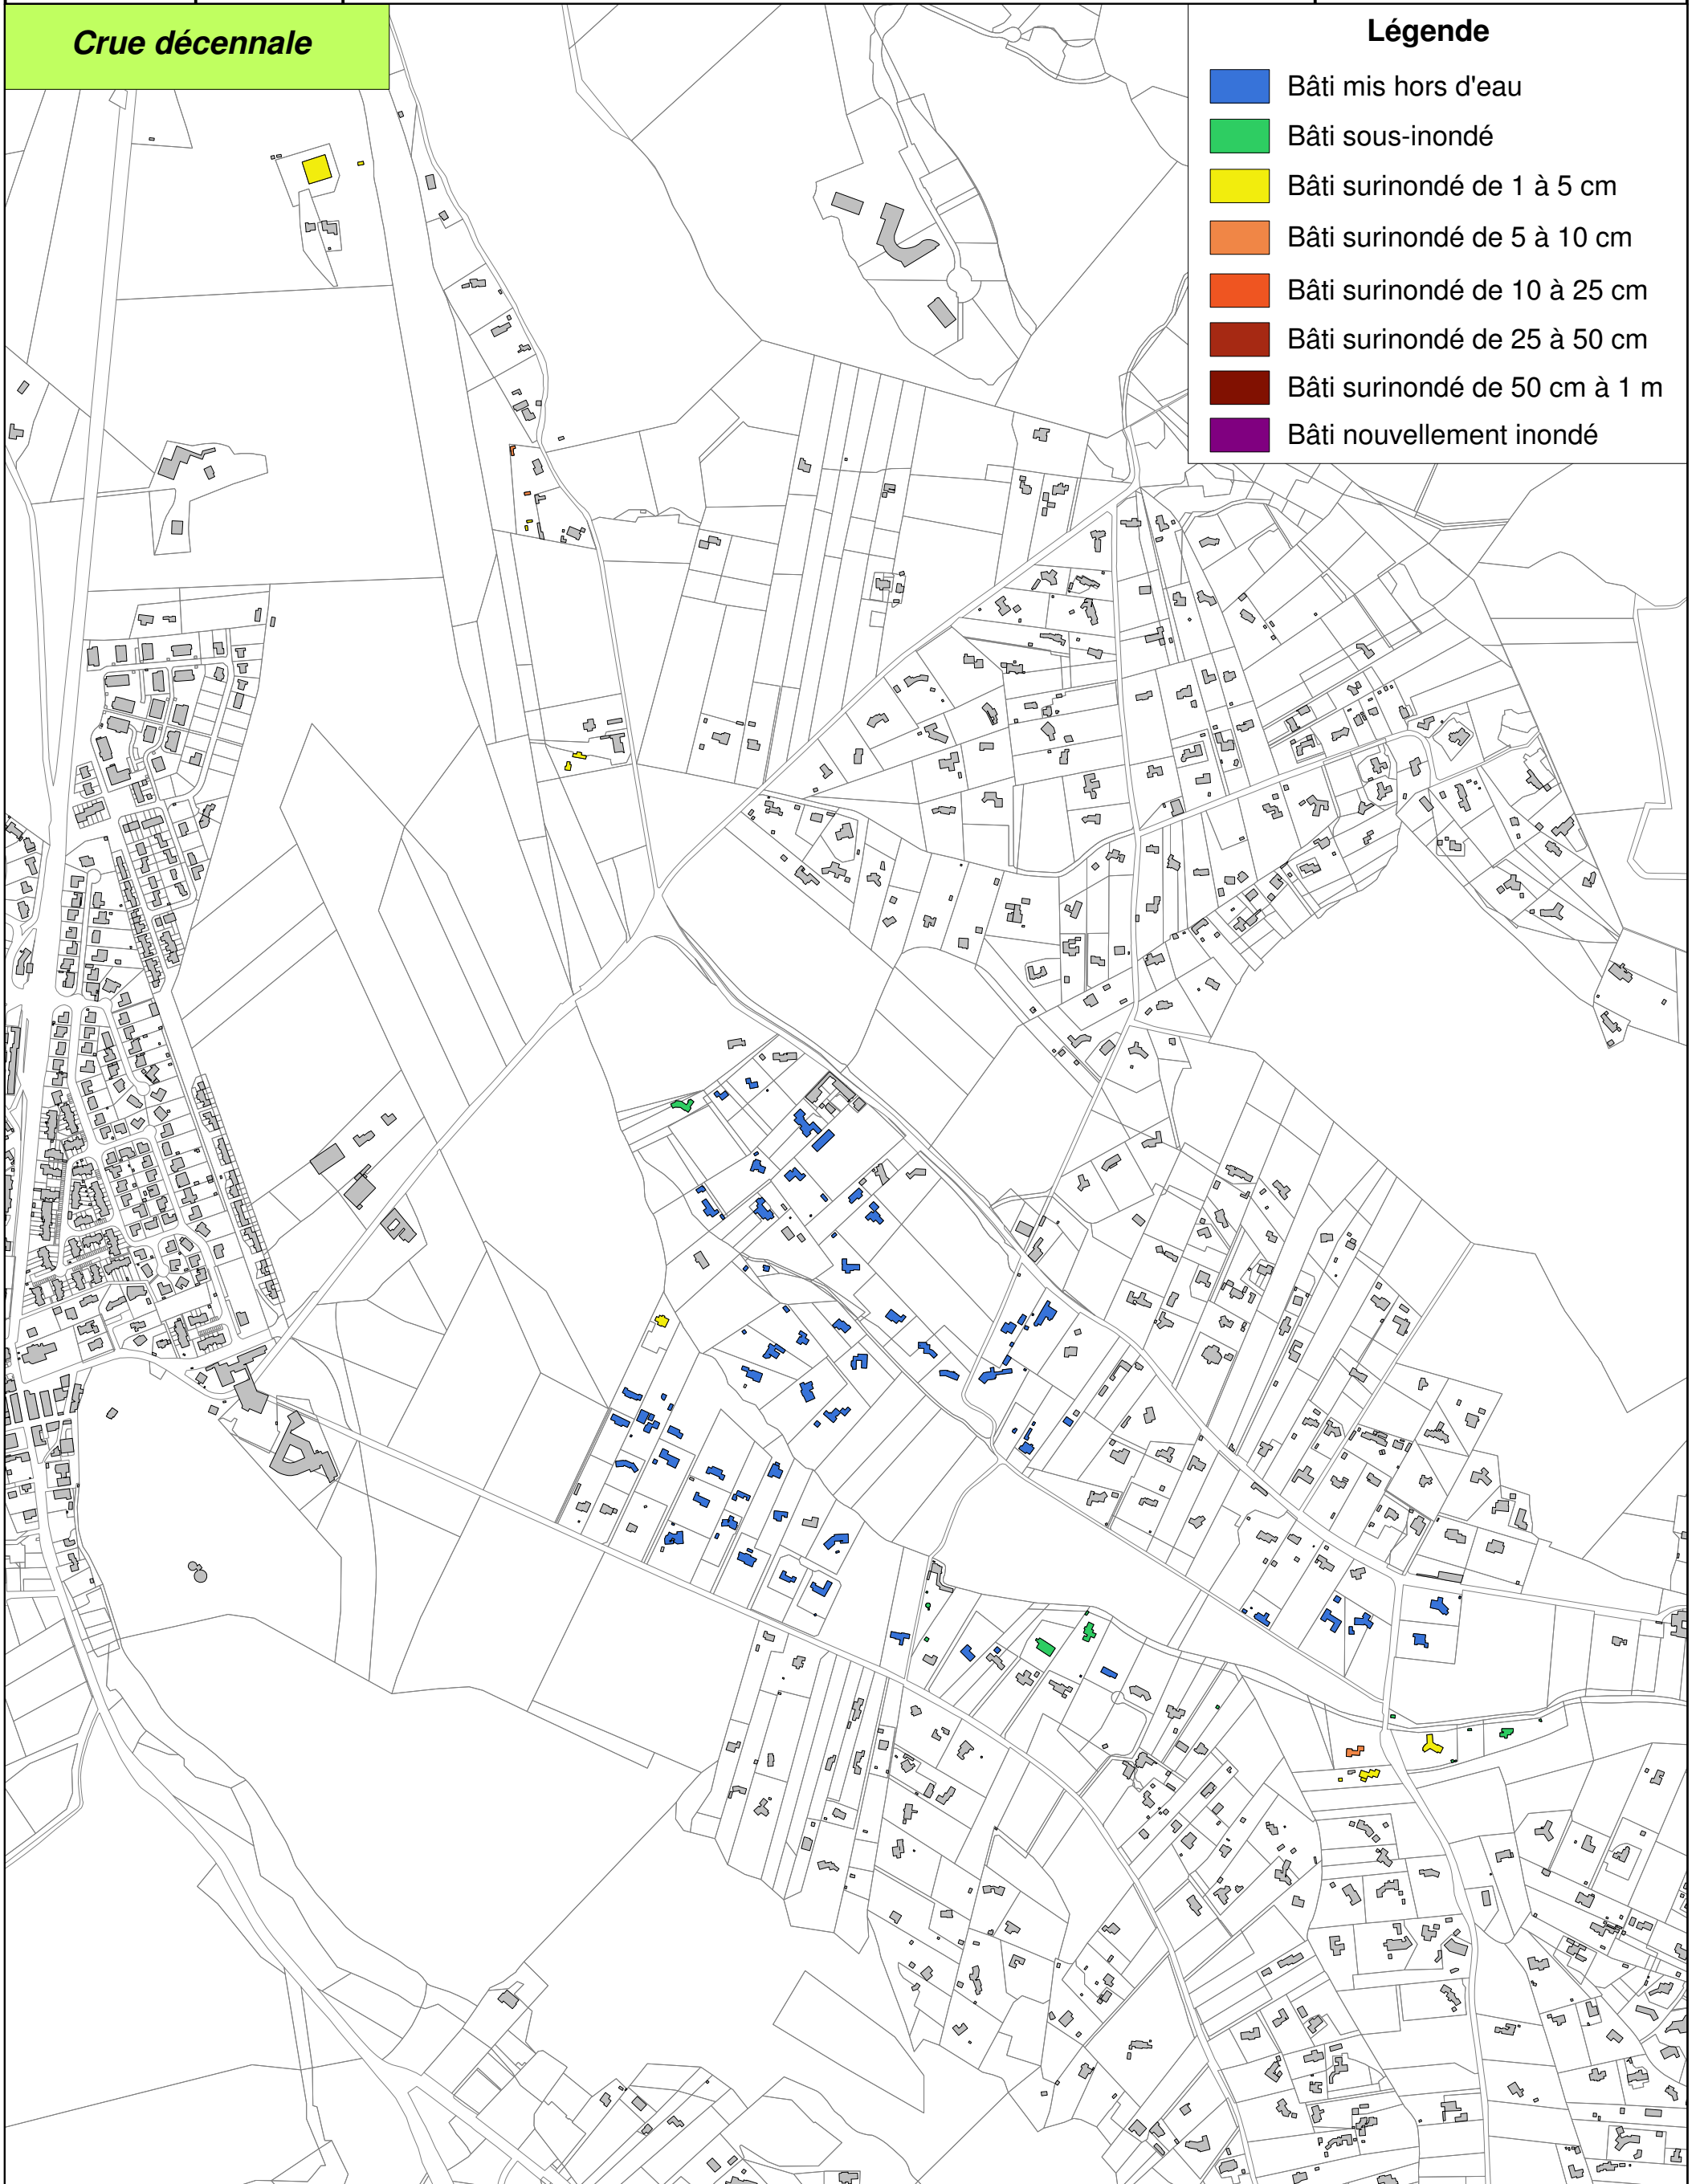 Crue décennale
Légende
Bâti mis hors d'eau
Bâti sous-inondé
Bâti surinondé de 1 à 5 cm
Bâti surinondé de 5 à 10 cm
Bâti surinondé de 10 à 25 cm
Bâti surinondé de 25 à 50 cm
Bâti surinondé de 50 cm à 1 m
Bâti nouvellement inondé